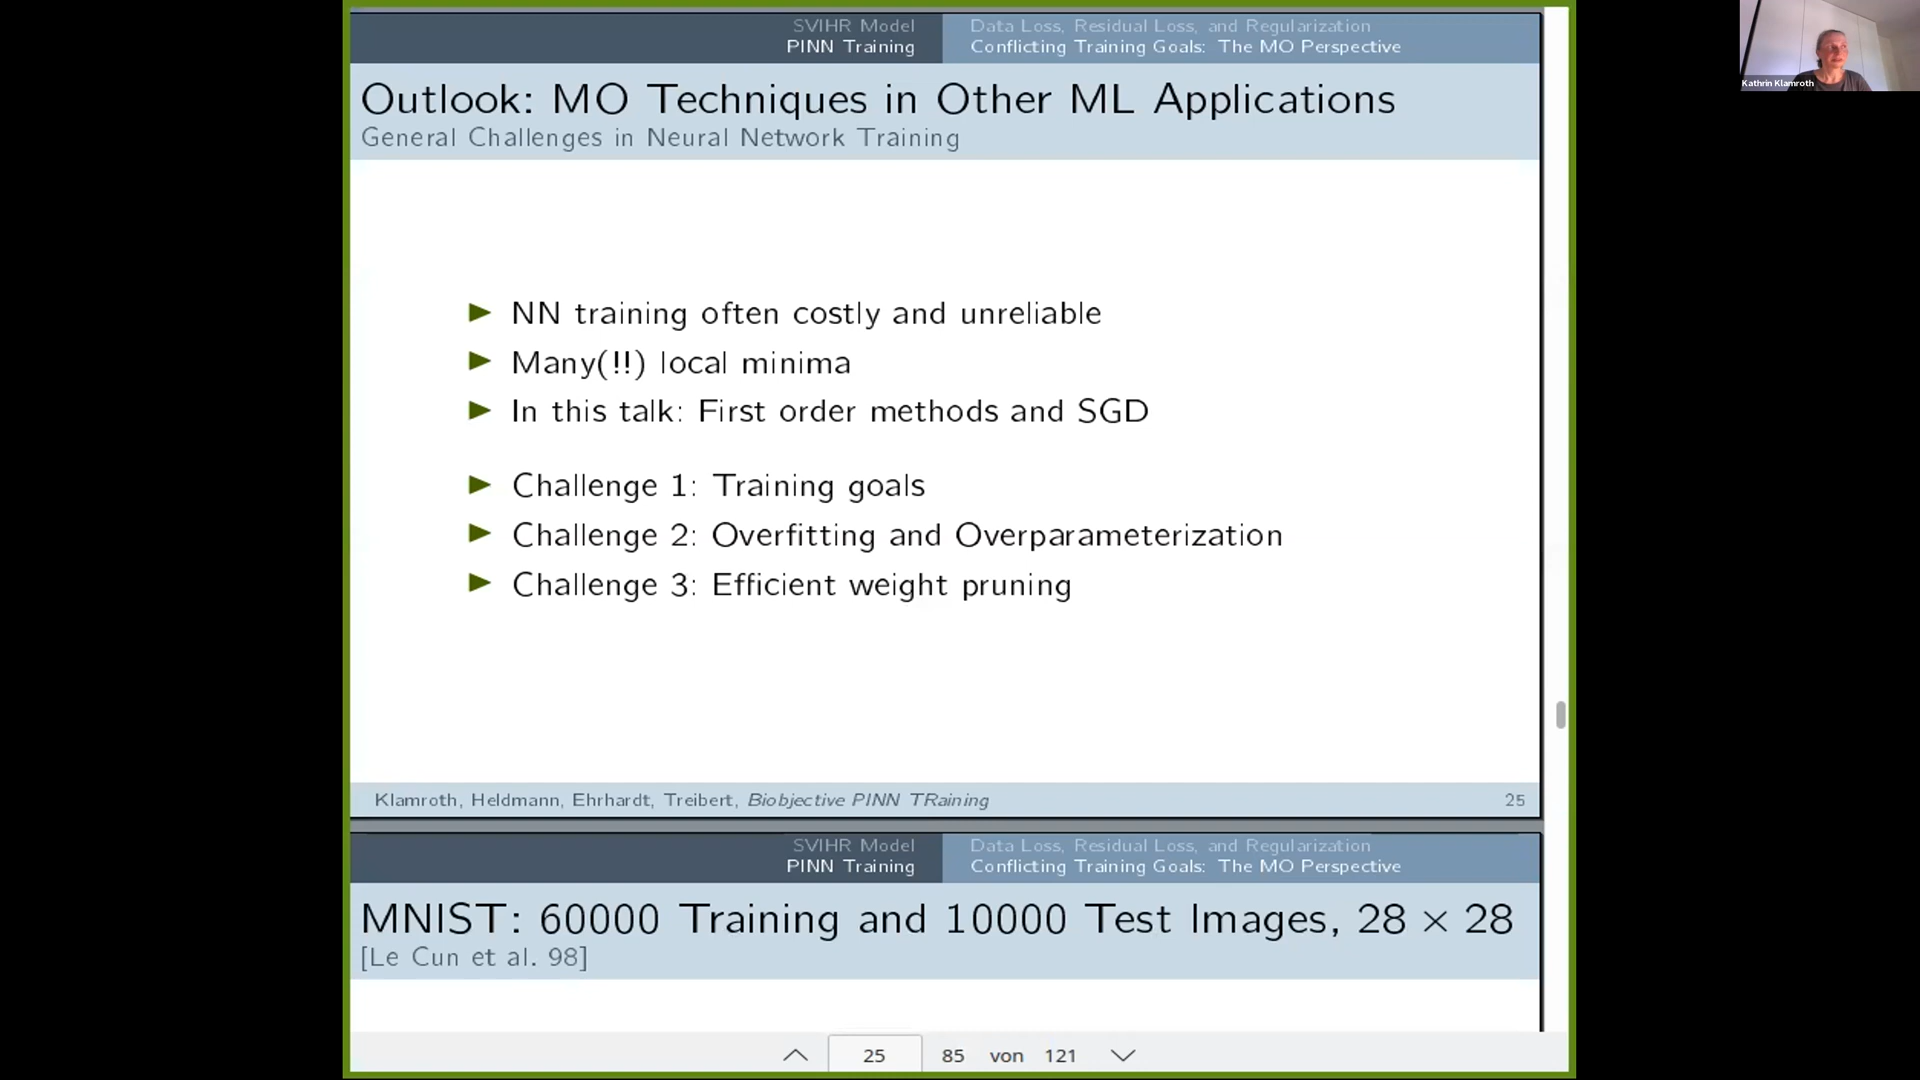 SVIHR Model
PINN Training
Data Loss, Residual Loss, and Regularization
Conflicting Training Goals: The MO Perspective
Outlook: MO Techniques in Other ML Applications
General Challenges in Neural Network Training
NN training often costly and unreliable
Many(!!) local minima
In this talk: First order methods and SGD
Challenge 1: Training goals
Challenge 2: Overfitting and Overparameterization
Challenge 3: Efficient weight pruning
Klamroth, Heldmann, Ehrhardt, Treibert, Biobjective PINN TRaining 25
SVIHR Model
PINN Training
Data Loss, Residual Loss, and Regularization
Conflicting Training Goals: The MO Perspective
MNIST: 60000 Training and 10000 Test Images, 28 × 28
[Le Cun et al. 98]
25 85 von 121
Kathrin Klamroth